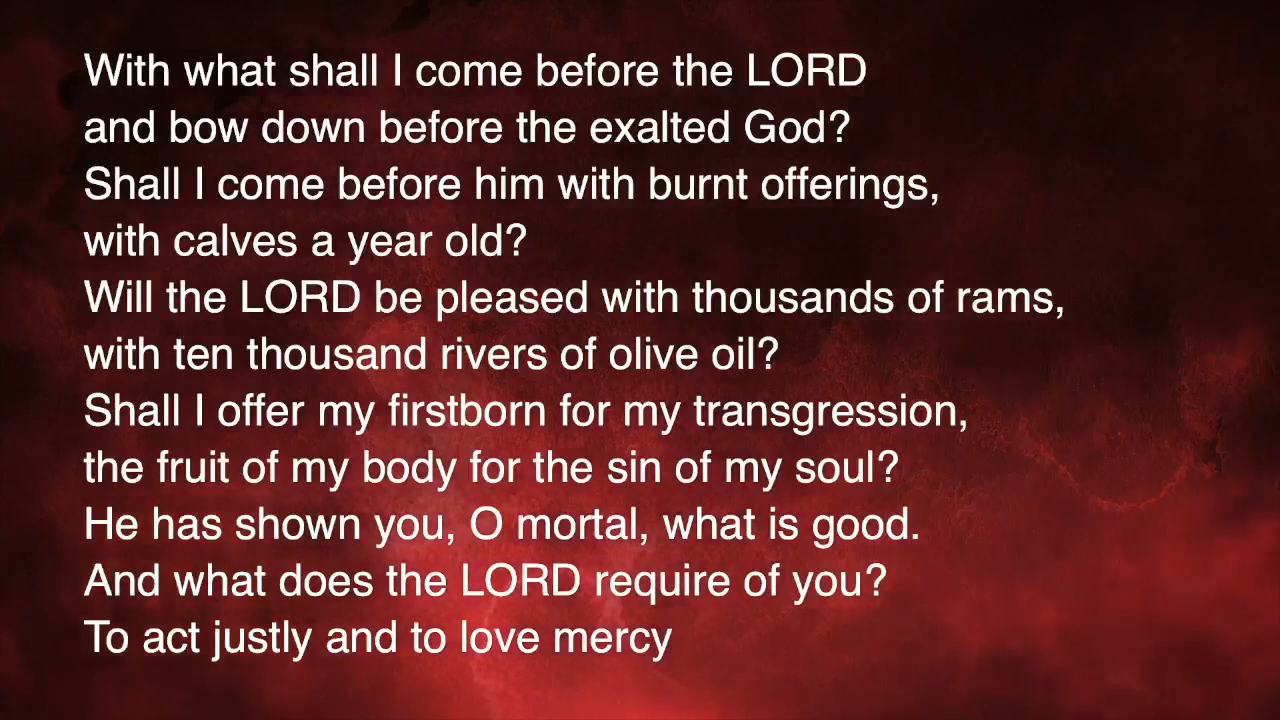 With what shall I come before the LORD
and bow down before the exalted God?
Shall I come before him with burnt offerings,
with calves a year old?
Will the LORD be pleased with thousands of rams,
with ten thousand rivers of olive oil?
Shall I offer my firstborn for my transgression,
the fruit of my body for the sin of my soul?
He has shown you, O mortal, what is good.
And what does the LORD require of you?
To act justly and to love mercy